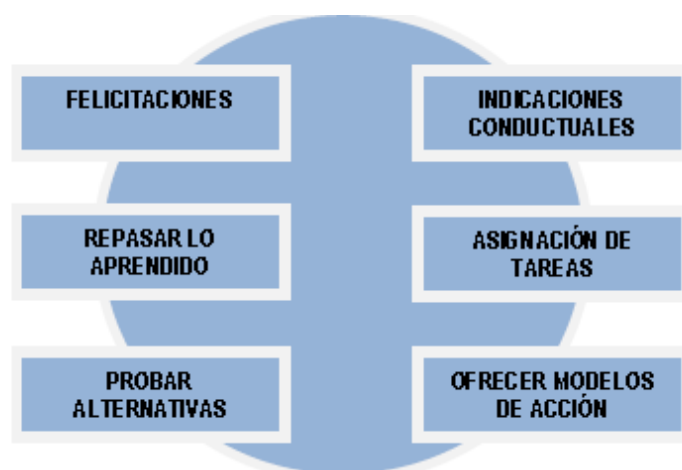 FELICITACIONES
INDICACIONES
CONDUCTUALES
REPASAR LO
APRENDIDO
ASIGNACIÓN DE
TAREAS
PROBAR
ALTERNATIVAS
OFRECER MODELOS
DE ACCIÓN